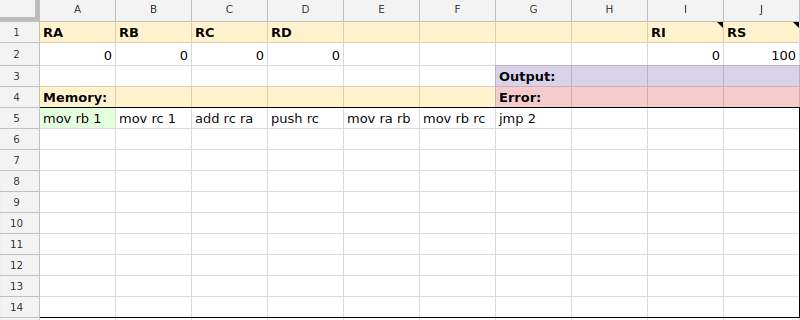 A B C D E F G H I J
1 RA RB RC RD RI RS
2 0 0 0 0 0 100
3 Output:
4 Memory: Error:
5 mov rb 1 mov rc 1 add rc ra push rc mov ra rb mov rb rc jmp 2
6
7
8
9
10
11
12
13
14